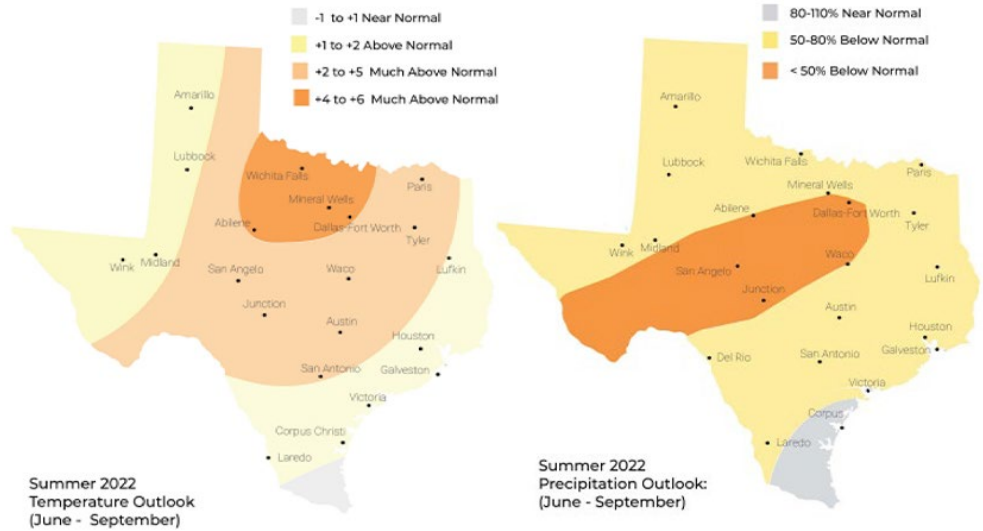 -1 to +1 Near Normal
+1 to +2 Above Normal
+2 to +5 Much Above Normal
+4 to +6 Much Above Normal
Amarillo
Lubbock
Wichita Falls
Paris
Mineral Wells
Abilene
Dallas-Fort Worth
Tyler
Wink
Midland
San Angelo
Waco
Lufkin
Junction
Austin
Houston
San Antonio
Galveston
Victoria
Corpus Christi
Laredo
Summer 2022
Temperature Outlook
(June - September)
80-110% Near Normal
50-80% Below Normal
< 50% Below Normal
Amarillo
Lubbock
Wichita Falls
Paris
Mineral Wells
Abilene
Dallas-Fort Worth
Tyler
Wink
Midland
San Angelo
Waco
Lufkin
Junction
Austin
Houston
Galveston
Del Rio
San Antonio
Victoria
Corpus
Laredo
Summer 2022
Precipitation Outlook:
(June - September)